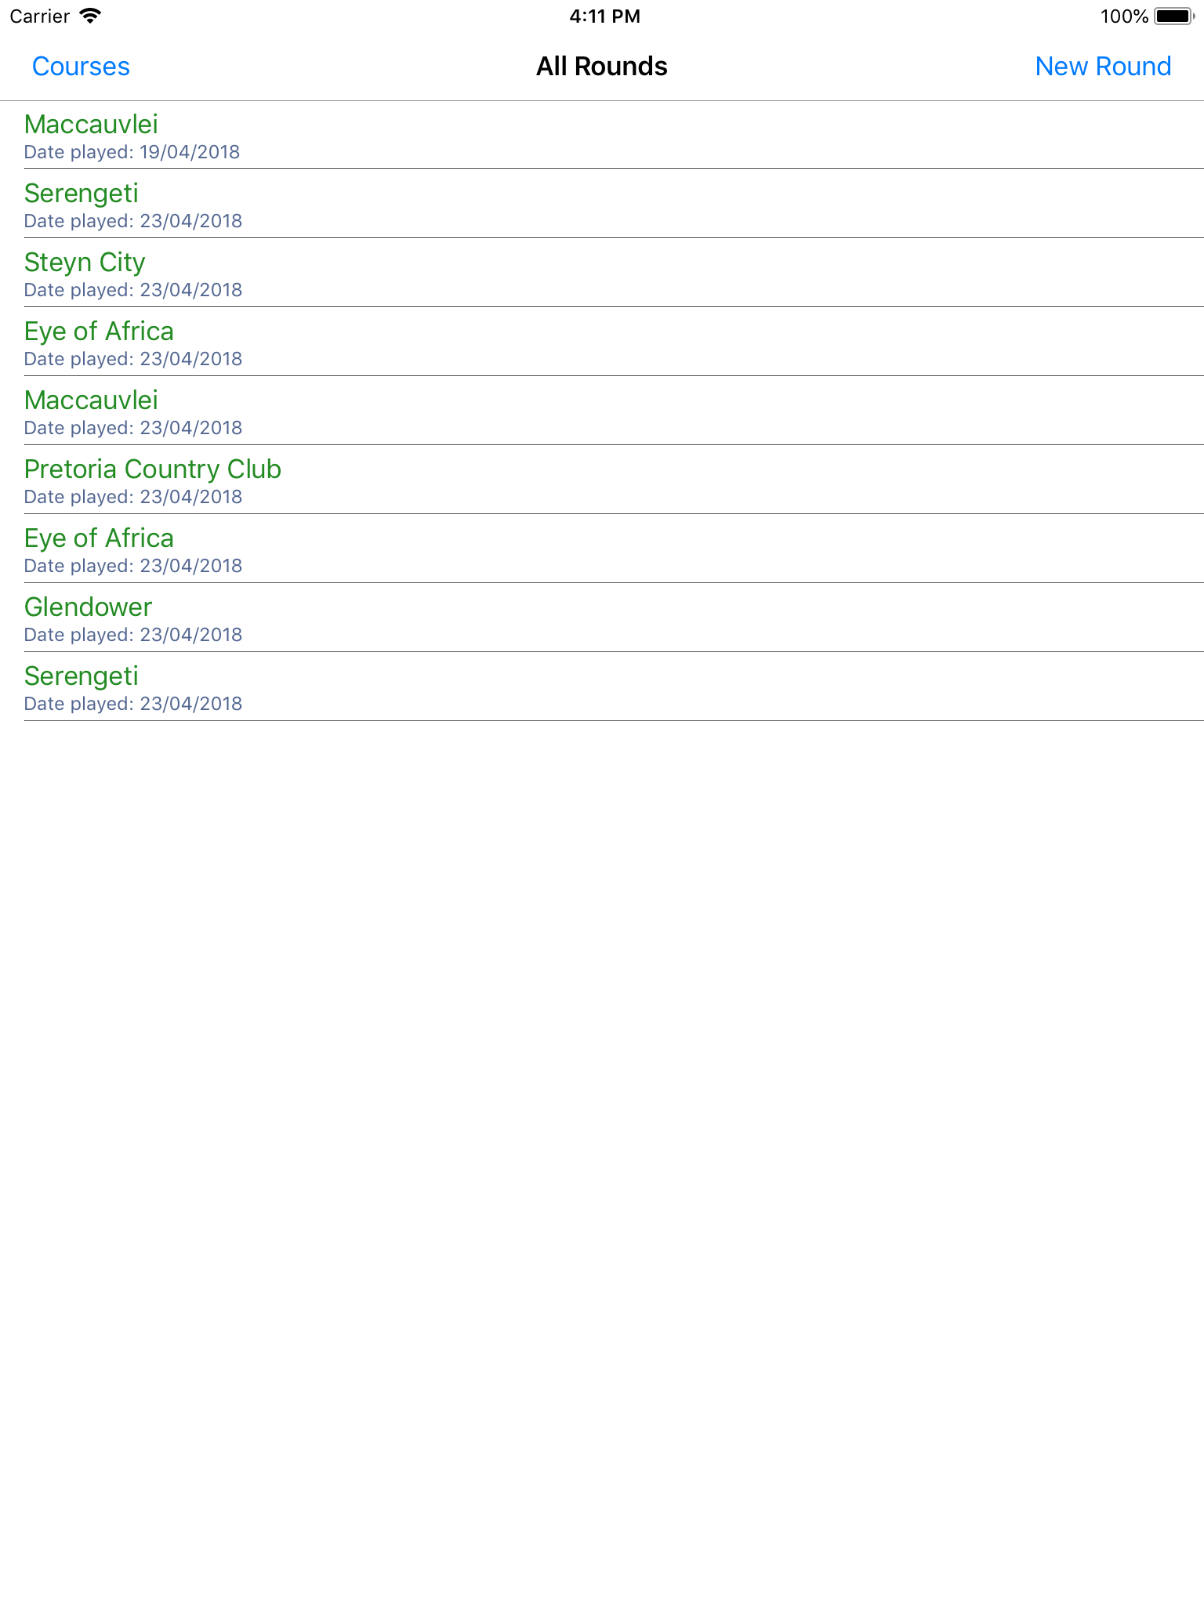 Carrier 4:11 PM 100%
Courses All Rounds New Round
Maccauvlei
Date played: 19/04/2018
Serengeti
Date played: 23/04/2018
Steyn City
Date played: 23/04/2018
Eye of Africa
Date played: 23/04/2018
Maccauvlei
Date played: 23/04/2018
Pretoria Country Club
Date played: 23/04/2018
Eye of Africa
Date played: 23/04/2018
Glendower
Date played: 23/04/2018
Serengeti
Date played: 23/04/2018